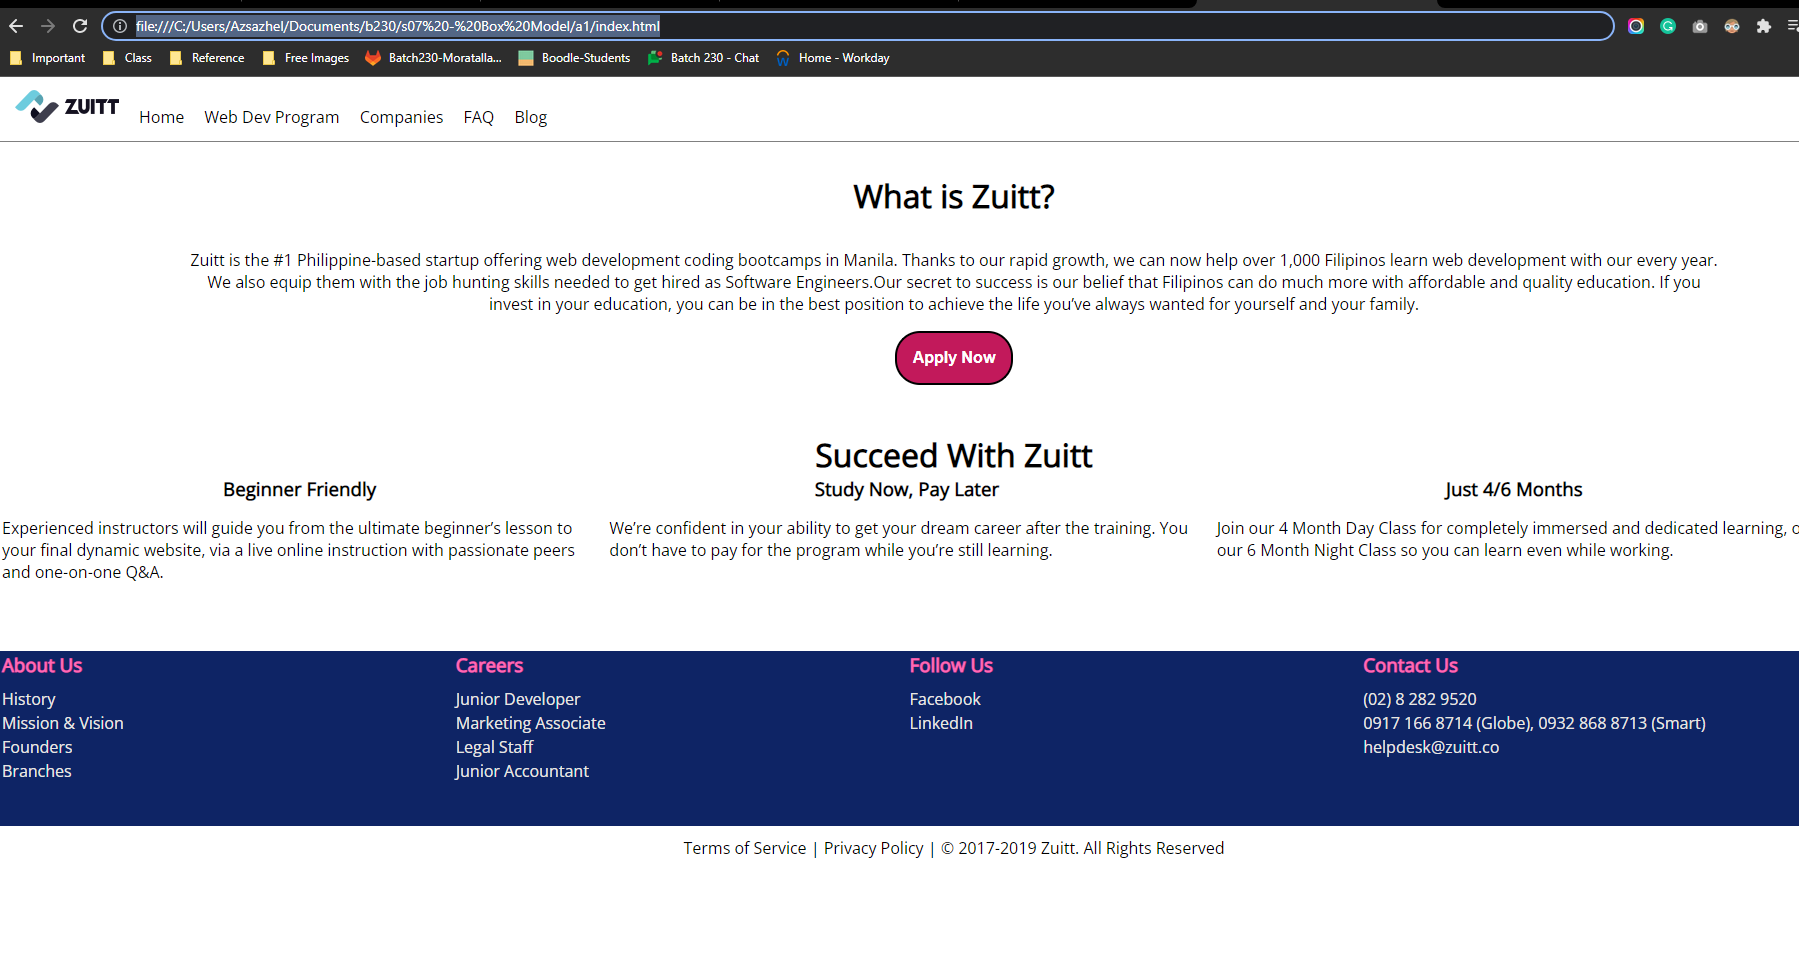 file:///C:/Users/Azsazhel/Documents/b230/s07%20-%20Box%20Model/a1/index.html
Important Class Reference Free Images Batch230-Moratalla... Boodle-Students Batch 230 - Chat Home - Workday
ZUITT Home Web Dev Program Companies FAQ Blog
What is Zuitt?
Zuitt is the #1 Philippine-based startup offering web development coding bootcamps in Manila. Thanks to our rapid growth, we can now help over 1,000 Filipinos learn web development with our every year.
We also equip them with the job hunting skills needed to get hired as Software Engineers.Our secret to success is our belief that Filipinos can do much more with affordable and quality education. If you
invest in your education, you can be in the best position to achieve the life you’ve always wanted for yourself and your family.
Apply Now
Succeed With Zuitt
Beginner Friendly
Experienced instructors will guide you from the ultimate beginner’s lesson to
your final dynamic website, via a live online instruction with passionate peers
and one-on-one Q&A.
Study Now, Pay Later
We’re confident in your ability to get your dream career after the training. You
don’t have to pay for the program while you’re still learning.
Just 4/6 Months
Join our 4 Month Day Class for completely immersed and dedicated learning,
our 6 Month Night Class so you can learn even while working.
About Us
History
Mission & Vision
Founders
Branches
Careers
Junior Developer
Marketing Associate
Legal Staff
Junior Accountant
Follow Us
Facebook
LinkedIn
Contact Us
(02) 8 282 9520
0917 166 8714 (Globe), 0932 868 8713 (Smart)
helpdesk@zuitt.co
Terms of Service | Privacy Policy | © 2017-2019 Zuitt. All Rights Reserved